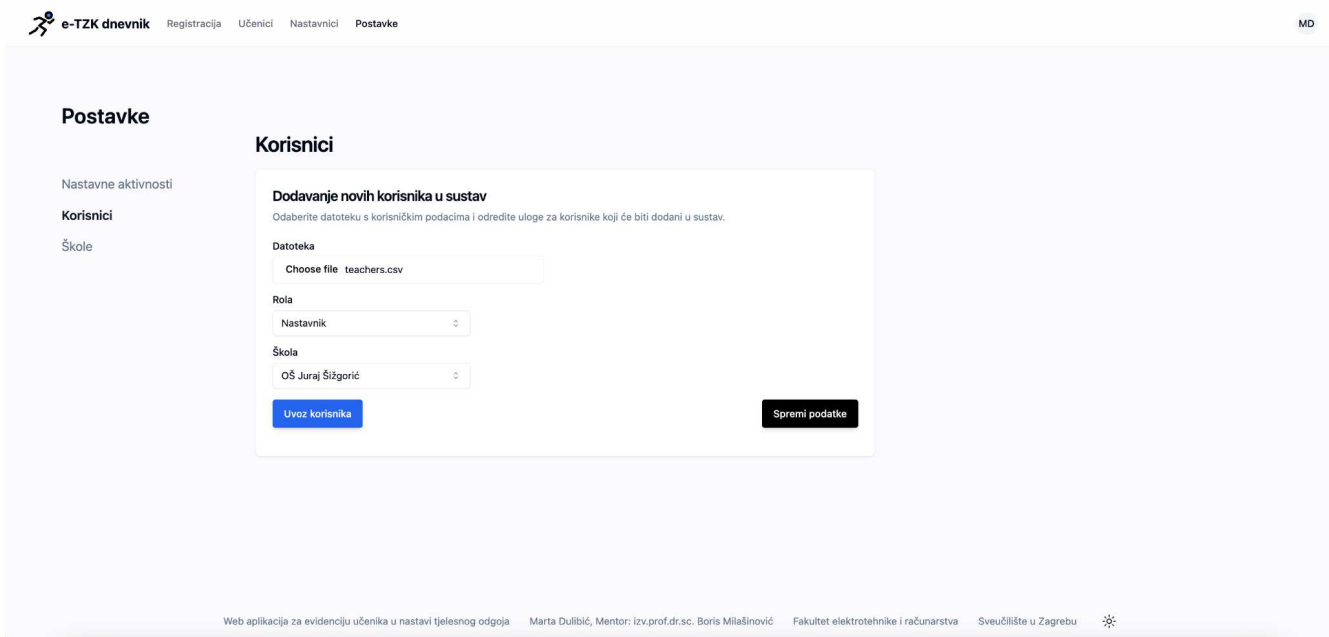 e-TZK dnevnik Registracija Učenici Nastavnici Postavke MD
Postavke
Nastavne aktivnosti
Korisnici
Škole
Korisnici
Dodavanje novih korisnika u sustav
Odaberite datoteku s korisničkim podacima i odredite uloge za korisnike koji će biti dodani u sustav.
Datoteka
Choose file teachers.csv
Rola
Nastavnik
Škola
OŠ Juraj Šižgorić
Uvoz korisnika Spremi podatke
Web aplikacija za evidenciju učenika u nastavi tjelesnog odgoja Marta Dulibić, Mentor: izv.prof.dr.sc. Boris Milašinović Fakultet elektrotehnike i računarstva Sveučilište u Zagrebu